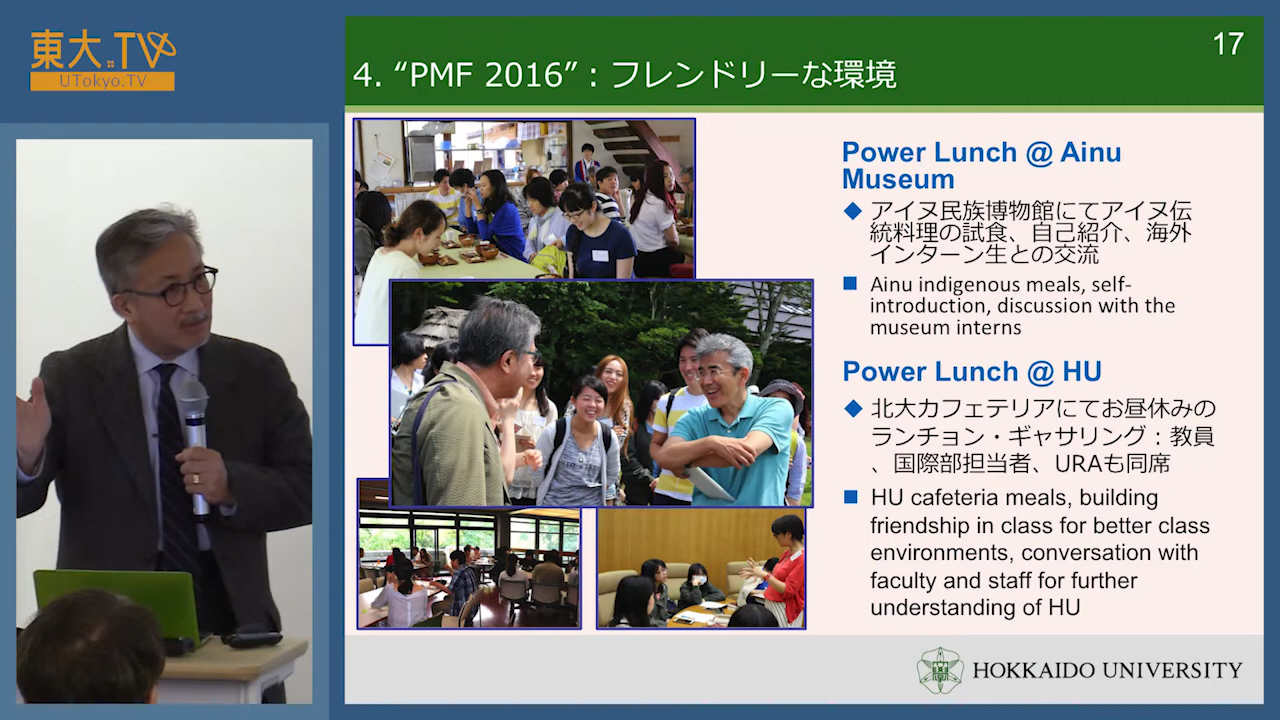 東大.TV
UTokyo.TV
17
4. “PMF 2016” : フレンドリーな環境
Power Lunch @ Ainu
Museum
アイヌ民族博物館にてアイヌ伝
統料理の試食、自己紹介、海外
インターン生との交流
Ainu indigenous meals, self-
introduction, discussion with the
museum interns
Power Lunch @ HU
北大カフェテリアにてお昼休みの
ランチョン・ギャサリング：教員
、国際部担当者、URAも同席
HU cafeteria meals, building
friendship in class for better class
environments, conversation with
faculty and staff for further
understanding of HU
HOKKAIDO UNIVERSITY